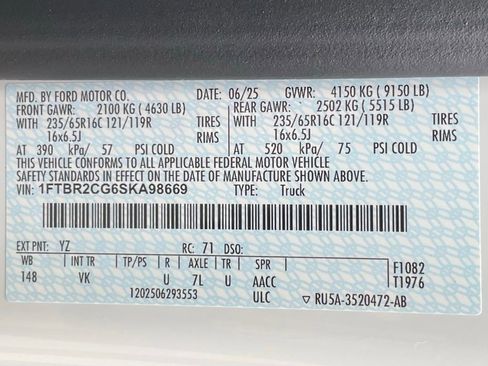 MFD. BY FORD MOTOR CO. DATE: 06/25 GVWR: 4150 KG ( 9150 LB)
FRONT GAWR: 2100 KG ( 4630 LB) REAR GAWR: 2502 KG ( 5515 LB)
WITH 235/65R16C 121/119R TIRES WITH 235/65R16C 121/119R TIRES
16x6.5J RIMS 16x6.5J RIMS
AT 390 kPa/ 57 PSI COLD AT 520 kPa/ 75 PSI COLD
THIS VEHICLE CONFORMS TO ALL APPLICABLE FEDERAL MOTOR VEHICLE
SAFETY STANDARDS IN EFFECT ON THE DATE OF MANUFACTURE SHOWN ABOVE.
VIN: 1FTBR2CG6SKA98669 TYPE: Truck
EXT PNT: YZ RC: 71 DSO:
WB INT TR TP/PS R AXLE TR SPR F1082
148 VK U 7L U AACC T1976
1202506293553 ULC ▽ RU5A-3520472-AB